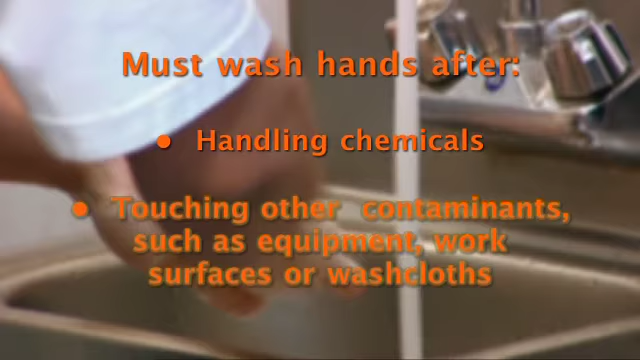 Must wash hands after:
• Handling chemicals
• Touching other contaminants,
such as equipment, work
surfaces or washcloths